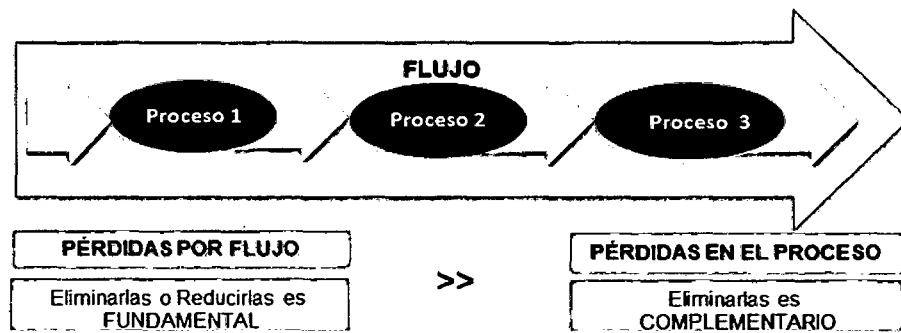 FLUJO
Proceso 1
Proceso 2
Proceso 3
PÉRDIDAS POR FLUJO
Eliminarlas o Reducirlas es
FUNDAMENTAL
>>
PÉRDIDAS EN EL PROCESO
Eliminarlas es
COMPLEMENTARIO